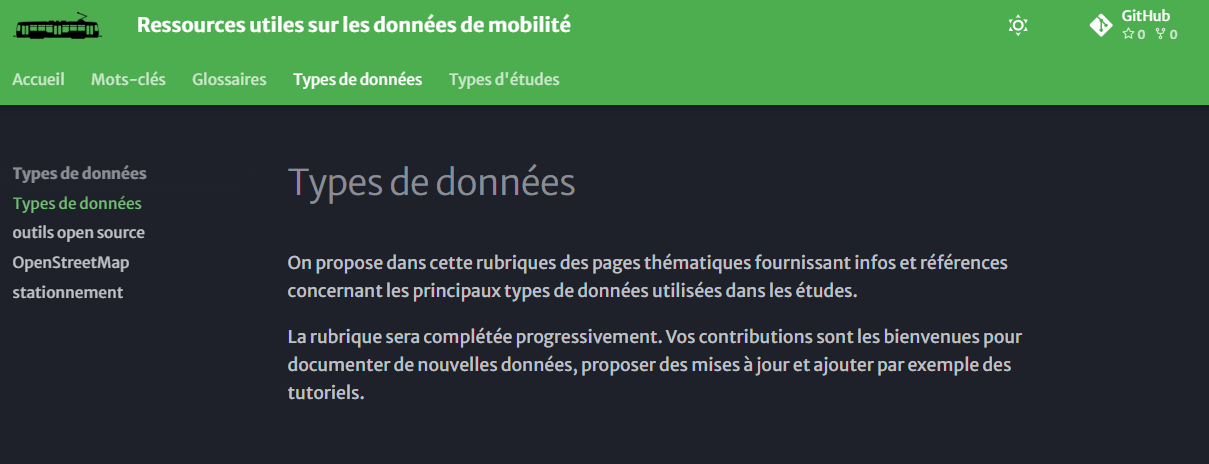 Ressources utiles sur les données de mobilité
GitHub
0 0
Accueil Mots-clés Glossaires Types de données Types d'études
Types de données
Types de données
outils open source
OpenStreetMap
stationnement
Types de données
On propose dans cette rubriques des pages thématiques fournissant infos et références
concernant les principaux types de données utilisées dans les études.
La rubrique sera complétée progressivement. Vos contributions sont les bienvenues pour
documenter de nouvelles données, proposer des mises à jour et ajouter par exemple des
tutoriels.